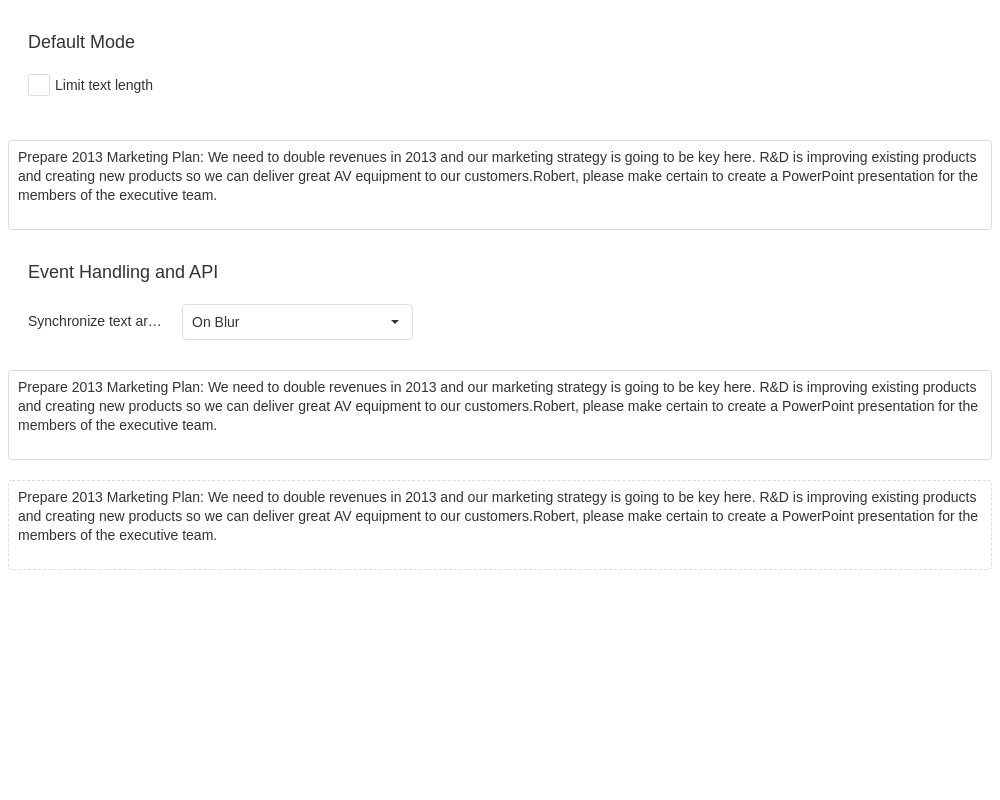 Default Mode
Limit text length
Prepare 2013 Marketing Plan: We need to double revenues in 2013 and our marketing strategy is going to be key here. R&D is improving existing products
and creating new products so we can deliver great AV equipment to our customers.Robert, please make certain to create a PowerPoint presentation for the
members of the executive team.
Event Handling and API
Synchronize text ar…
On Blur
Prepare 2013 Marketing Plan: We need to double revenues in 2013 and our marketing strategy is going to be key here. R&D is improving existing products
and creating new products so we can deliver great AV equipment to our customers.Robert, please make certain to create a PowerPoint presentation for the
members of the executive team.
Prepare 2013 Marketing Plan: We need to double revenues in 2013 and our marketing strategy is going to be key here. R&D is improving existing products
and creating new products so we can deliver great AV equipment to our customers.Robert, please make certain to create a PowerPoint presentation for the
members of the executive team.